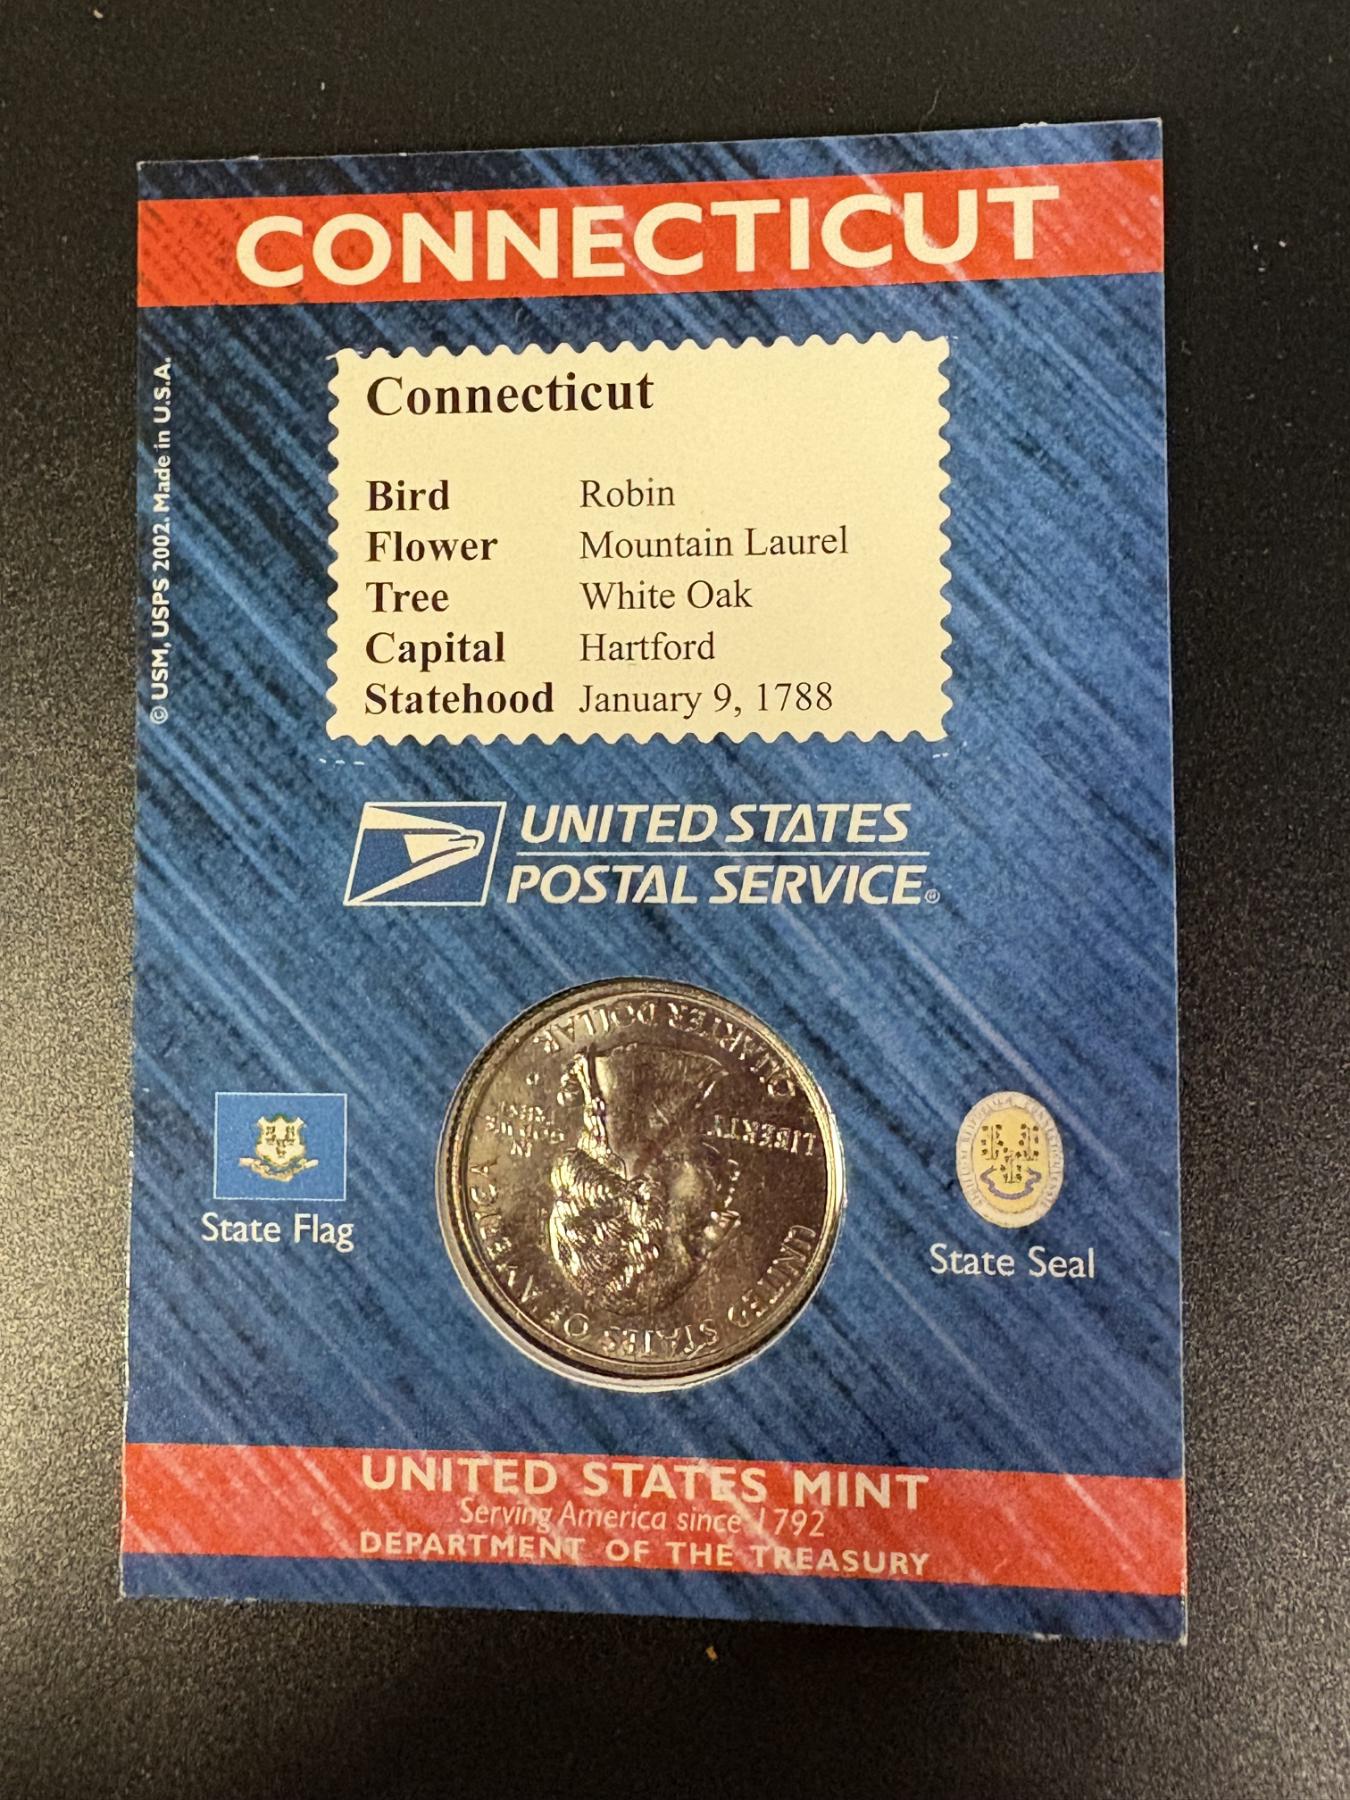 CONNECTICUT
© USM, USPS 2002. Made in U.S.A.
Connecticut
Bird Robin
Flower Mountain Laurel
Tree White Oak
Capital Hartford
Statehood January 9, 1788
UNITED STATES
POSTAL SERVICE®
QUARTER DOLLAR
LIBERTY
UNITED STATES OF AMERICA
State Flag
State Seal
UNITED STATES MINT
Serving America since 1792
DEPARTMENT OF THE TREASURY